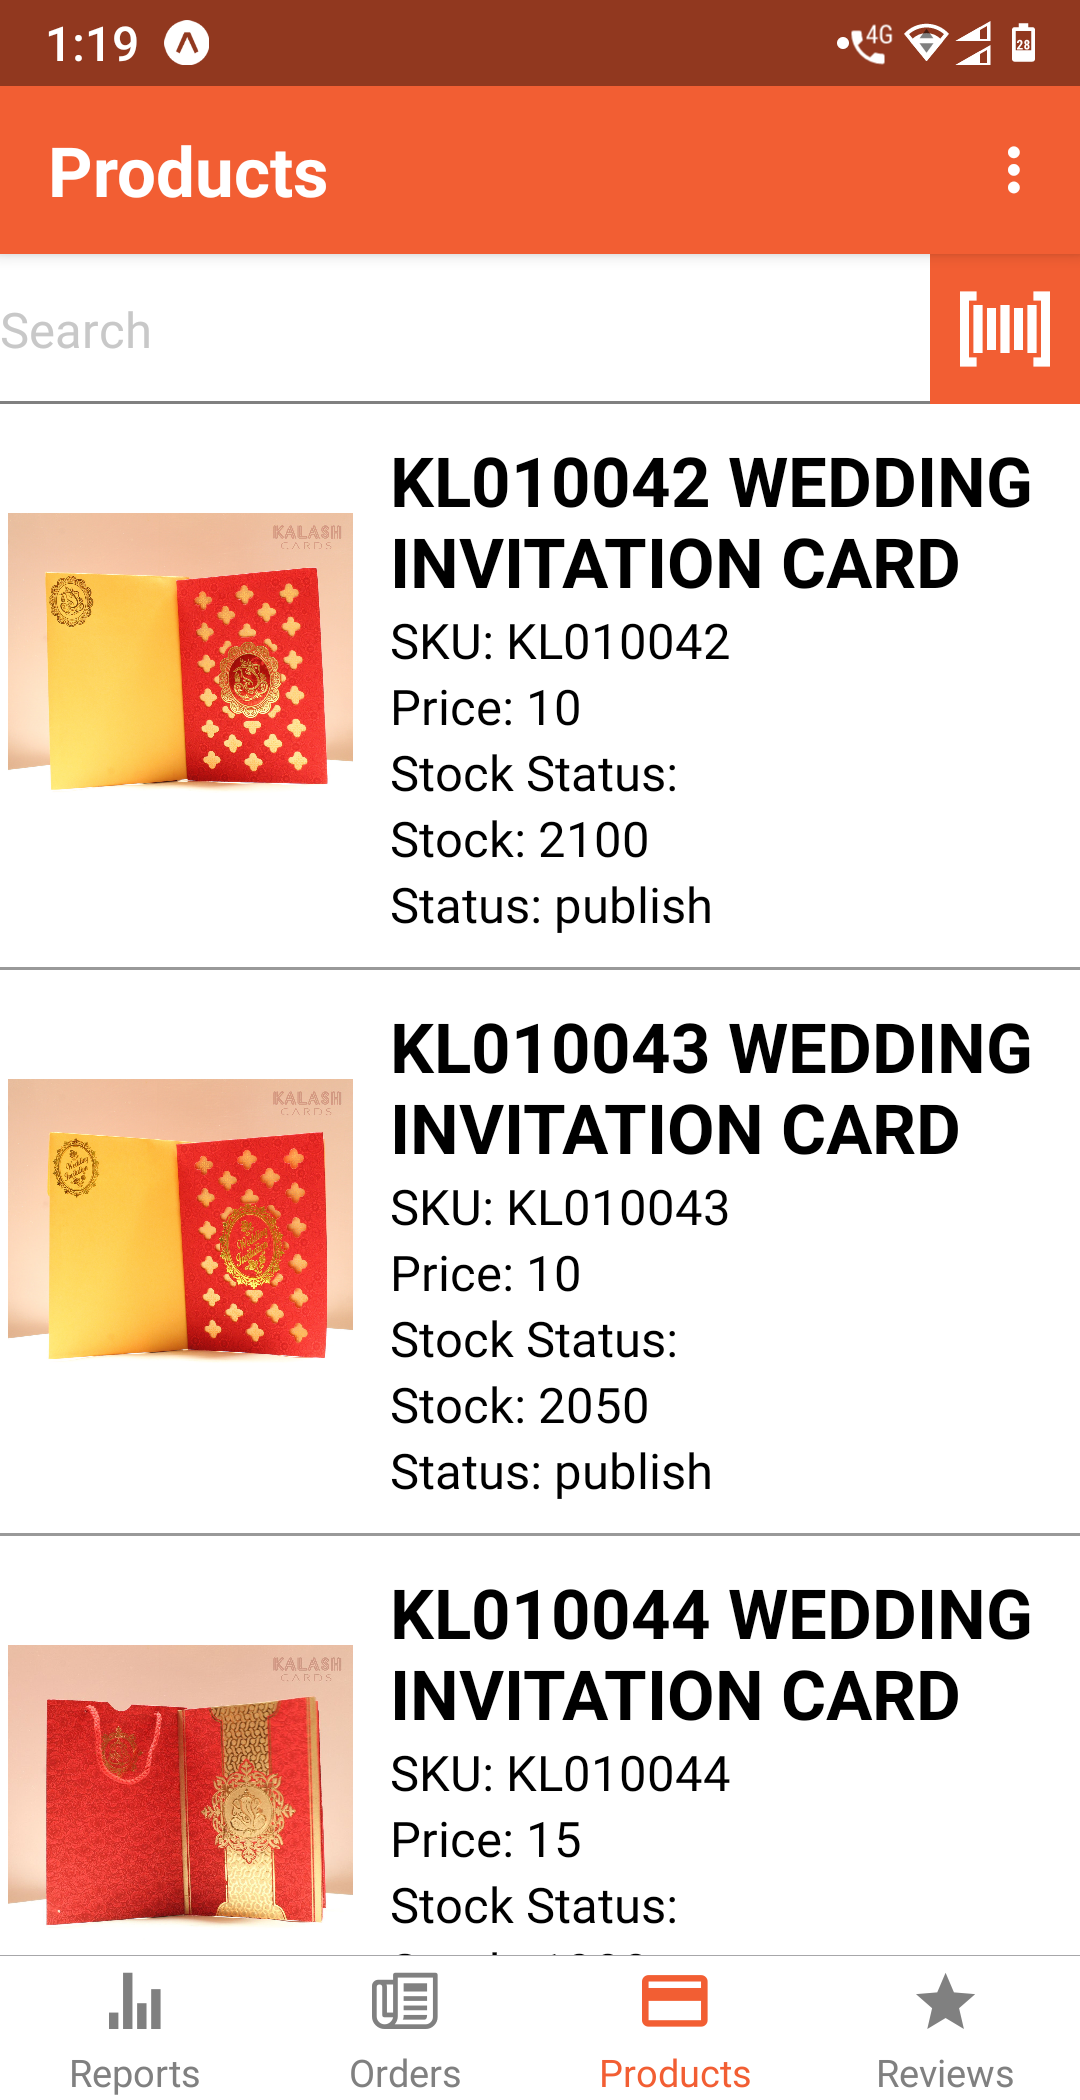 1:19
4G
28
Products
Search
KALASH
CARDS
KL010042 WEDDING
INVITATION CARD
SKU: KL010042
Price: 10
Stock Status:
Stock: 2100
Status: publish
KALASH
CARDS
Wedding
Invitation
KL010043 WEDDING
INVITATION CARD
SKU: KL010043
Price: 10
Stock Status:
Stock: 2050
Status: publish
KALASH
CARDS
KL010044 WEDDING
INVITATION CARD
SKU: KL010044
Price: 15
Stock Status:
Reports
Orders
Products
Reviews